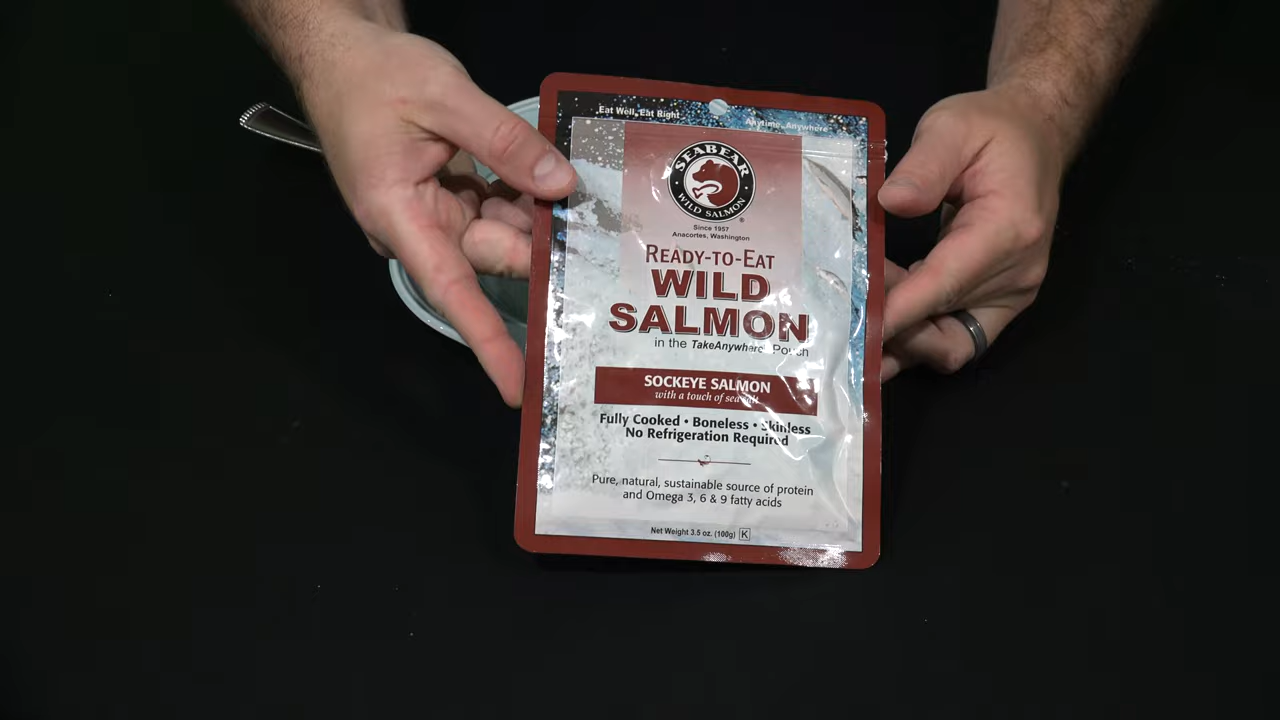 Eat Well, Eat Right
Anytime, Anywhere
SEABEAR
WILD SALMON
®
Since 1957
Anacortes, Washington
READY-TO-EAT
WILD
SALMON
in the TakeAnywhere Pouch
SOCKEYE SALMON
with a touch of sea salt
Fully Cooked • Boneless • Skinless
No Refrigeration Required
Pure, natural, sustainable source of protein
and Omega 3, 6 & 9 fatty acids
Net Weight 3.5 oz. (100g) K